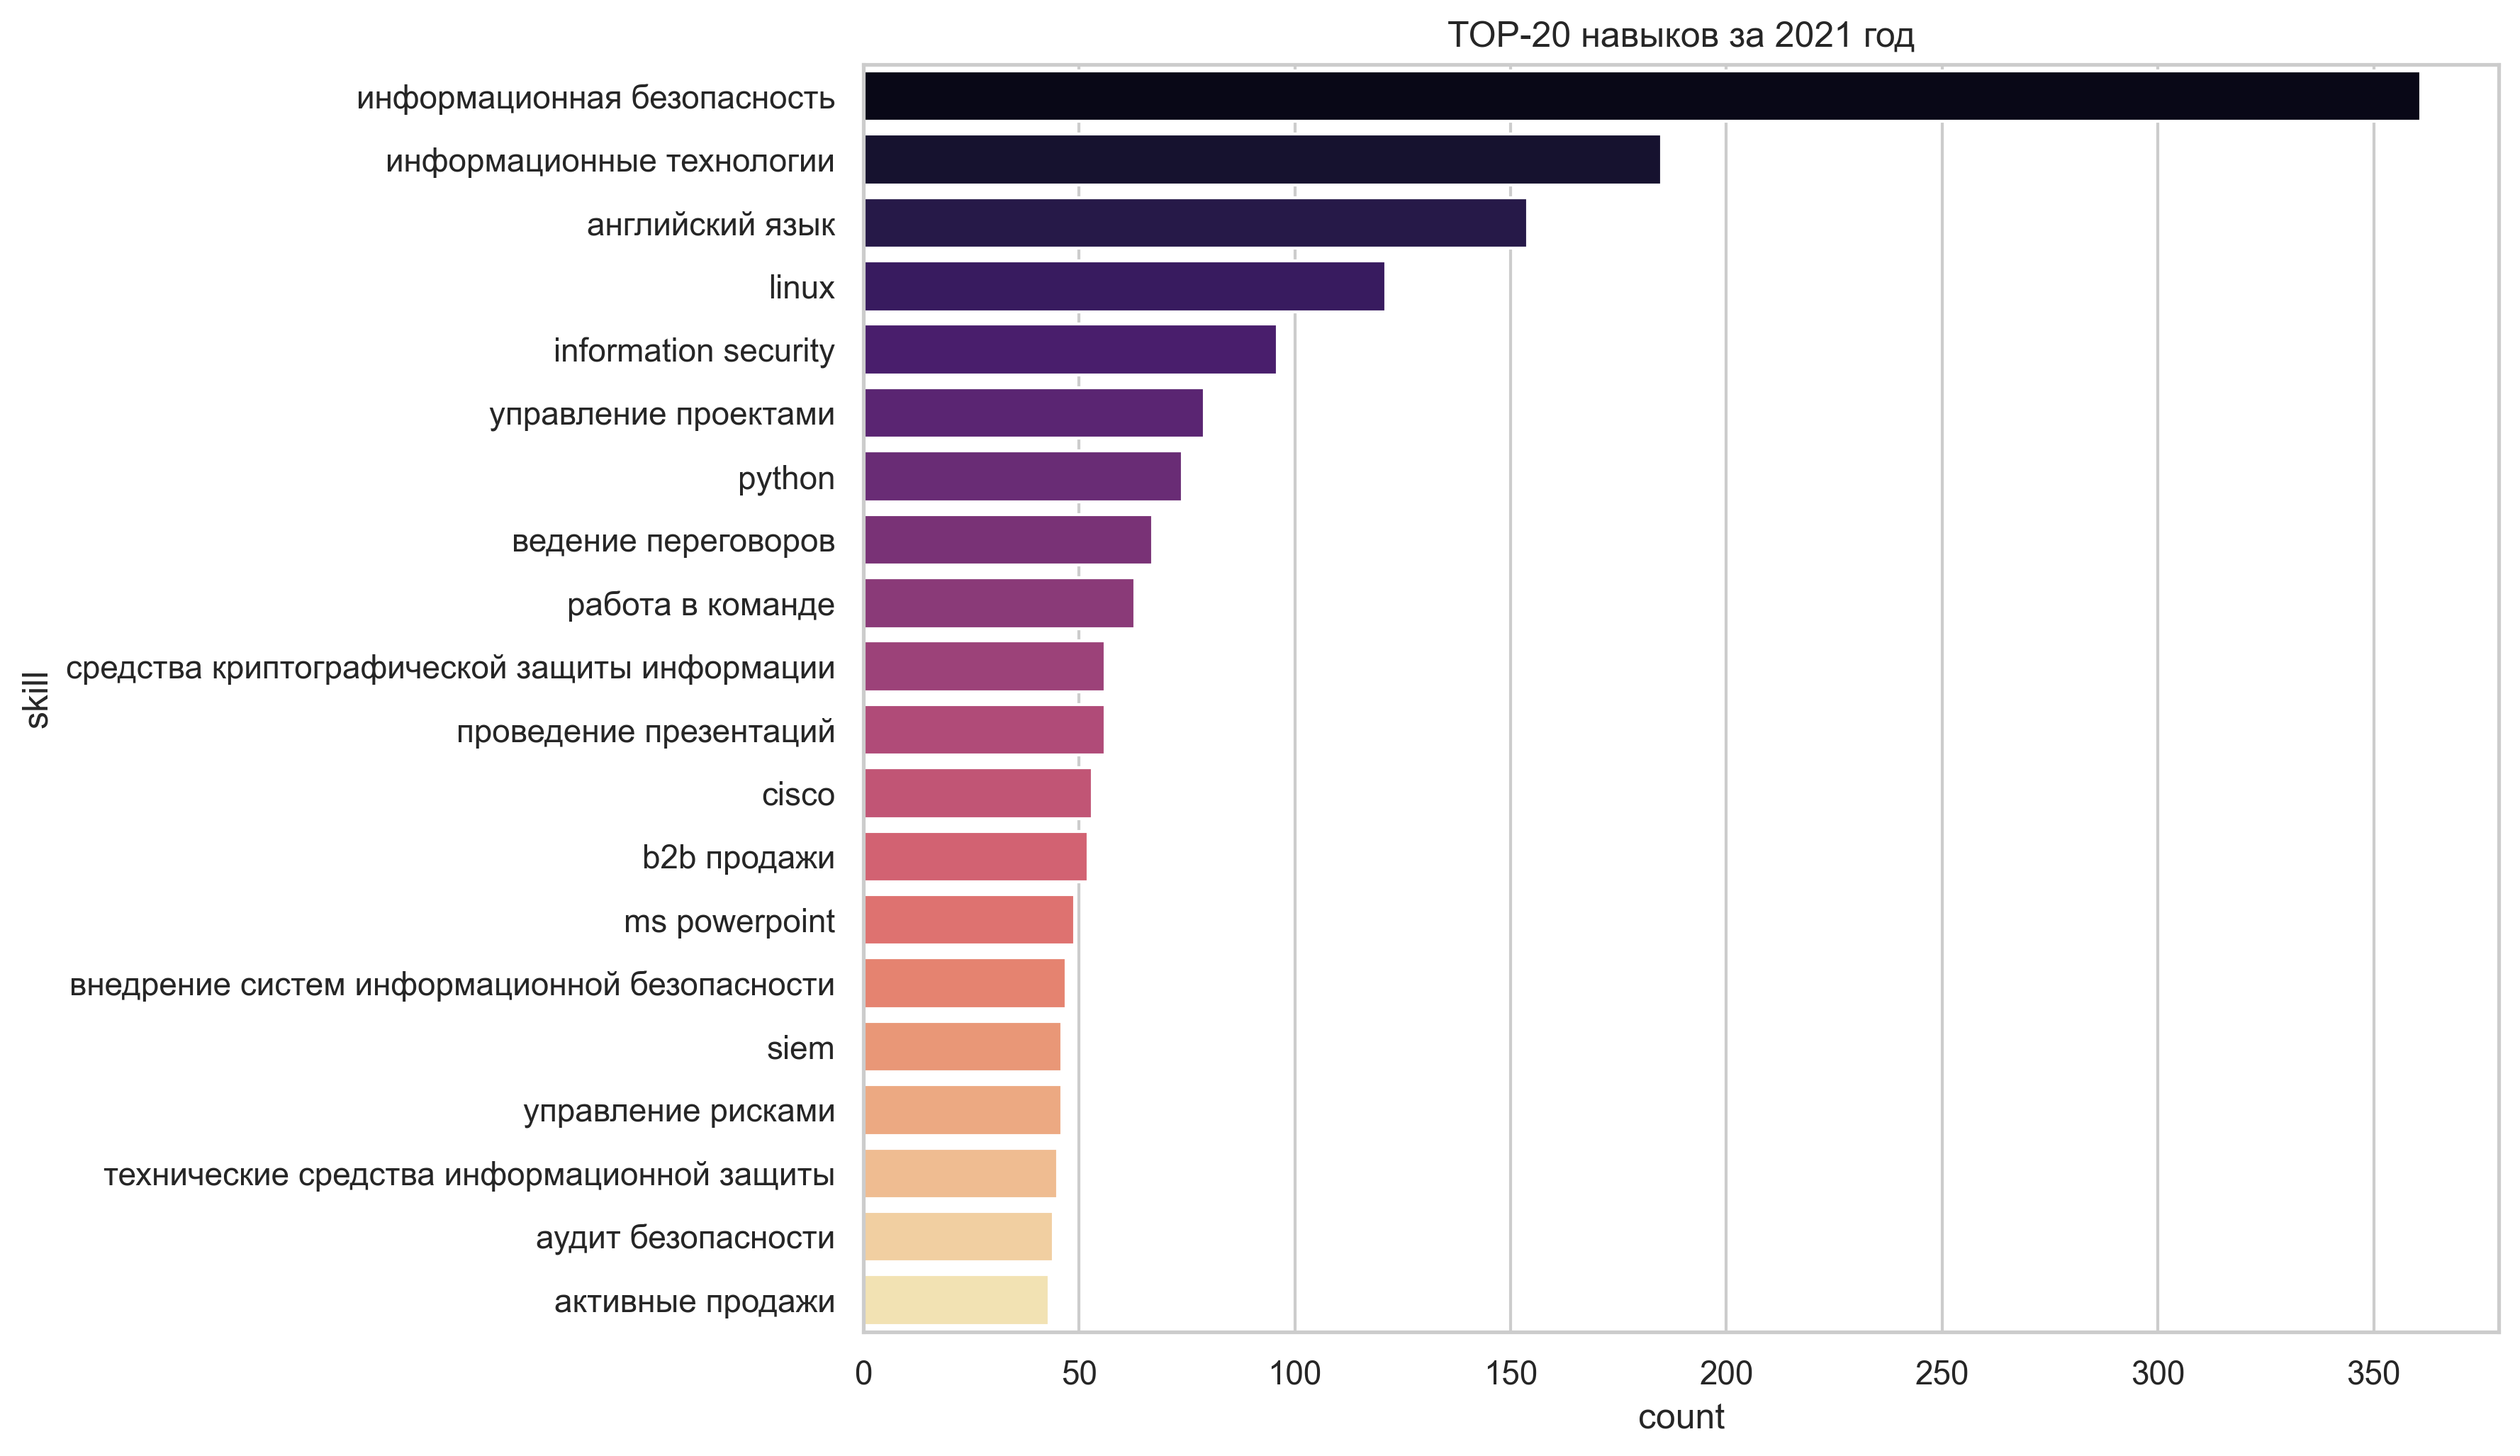 TOP-20 навыков за 2021 год
информационная безопасность
информационные технологии
английский язык
linux
information security
управление проектами
python
ведение переговоров
работа в команде
средства криптографической защиты информации
проведение презентаций
cisco
b2b продажи
ms powerpoint
внедрение систем информационной безопасности
siem
управление рисками
технические средства информационной защиты
аудит безопасности
активные продажи
skill
0 50 100 150 200 250 300 350
count